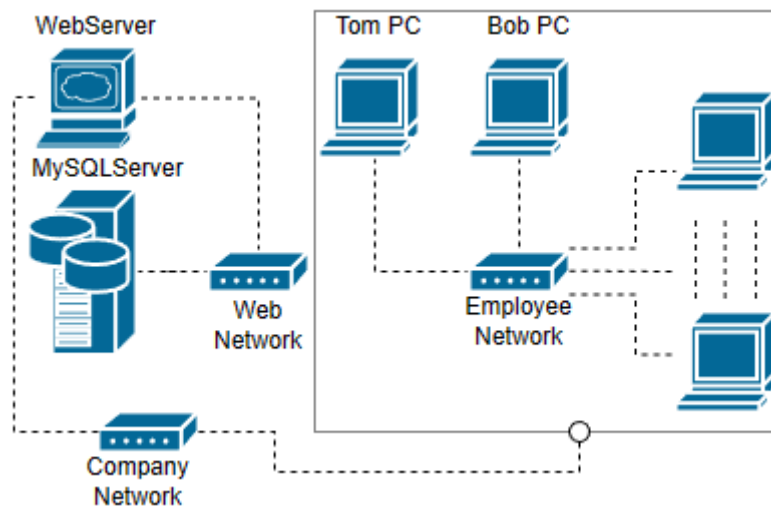 WebServer
Tom PC
Bob PC
MySQLServer
Web
Network
Employee
Network
Company
Network